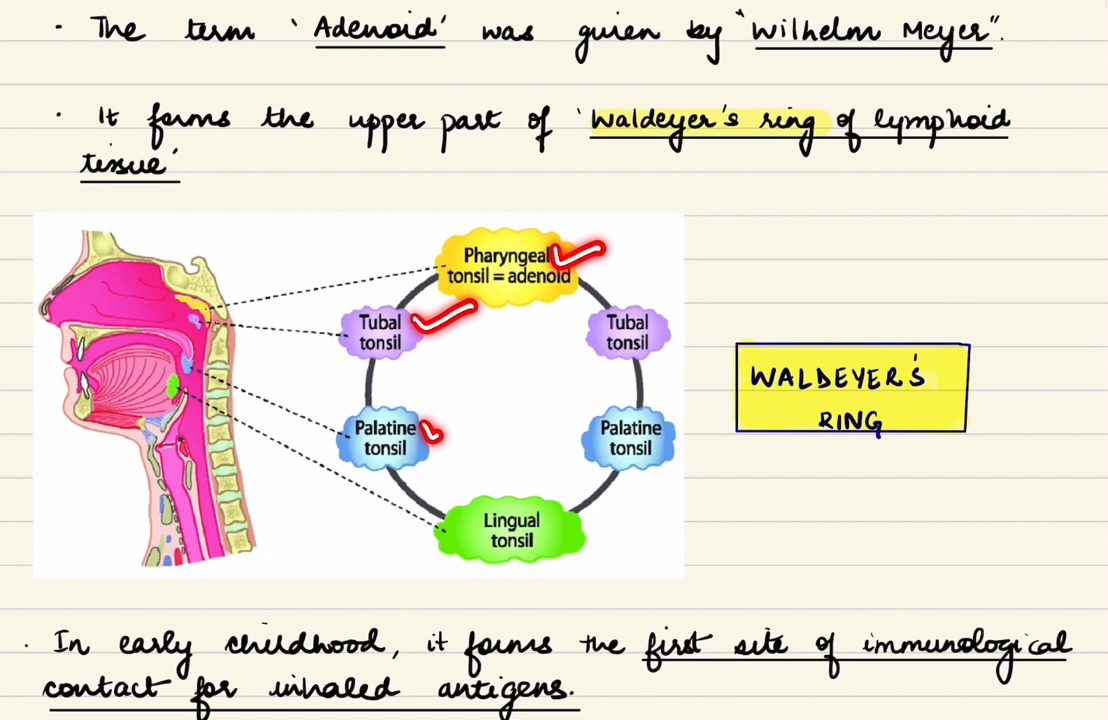 · The term 'Adenoid' was given by "Wilhelm Meyer".
· It forms the upper part of 'Waldeyer's ring of lymphoid
tissue'
Pharyngeal
tonsil = adenoid
Tubal
tonsil
Tubal
tonsil
Palatine
tonsil
Palatine
tonsil
Lingual
tonsil
WALDEYER'S
RING
· In early childhood, it forms the first site of immunological
contact for inhaled antigens.